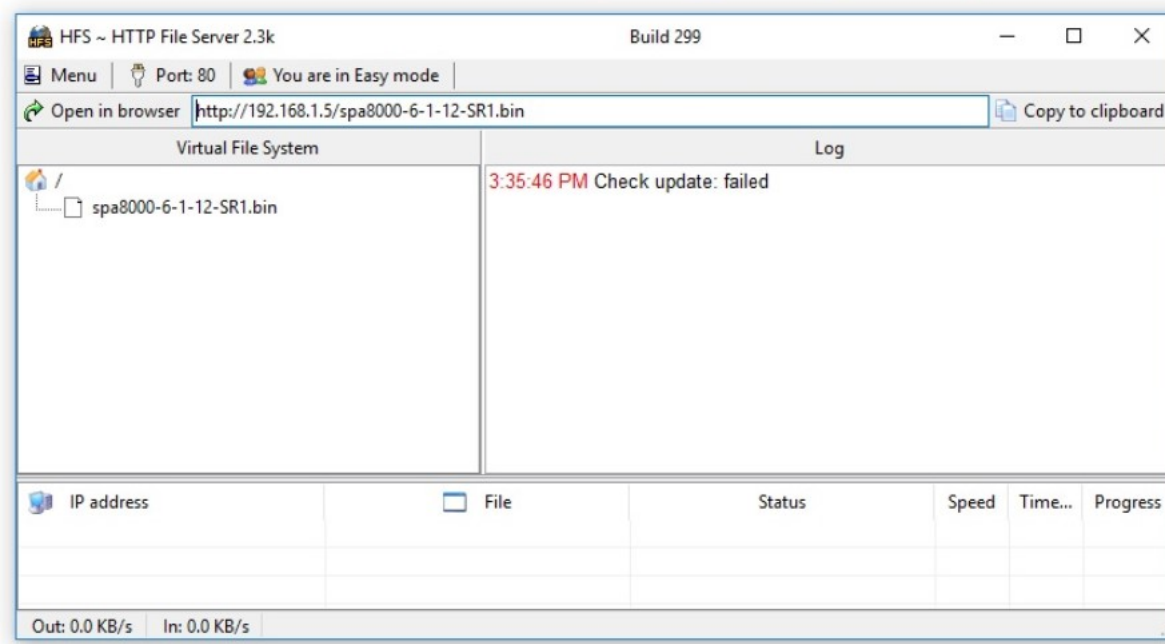 HFS ~ HTTP File Server 2.3k Build 299
Menu Port: 80 You are in Easy mode
Open in browser http://192.168.1.5/spa8000-6-1-12-SR1.bin Copy to clipboard
Virtual File System Log
/ 3:35:46 PM Check update: failed
spa8000-6-1-12-SR1.bin
IP address File Status Speed Time... Progress
Out: 0.0 KB/s In: 0.0 KB/s